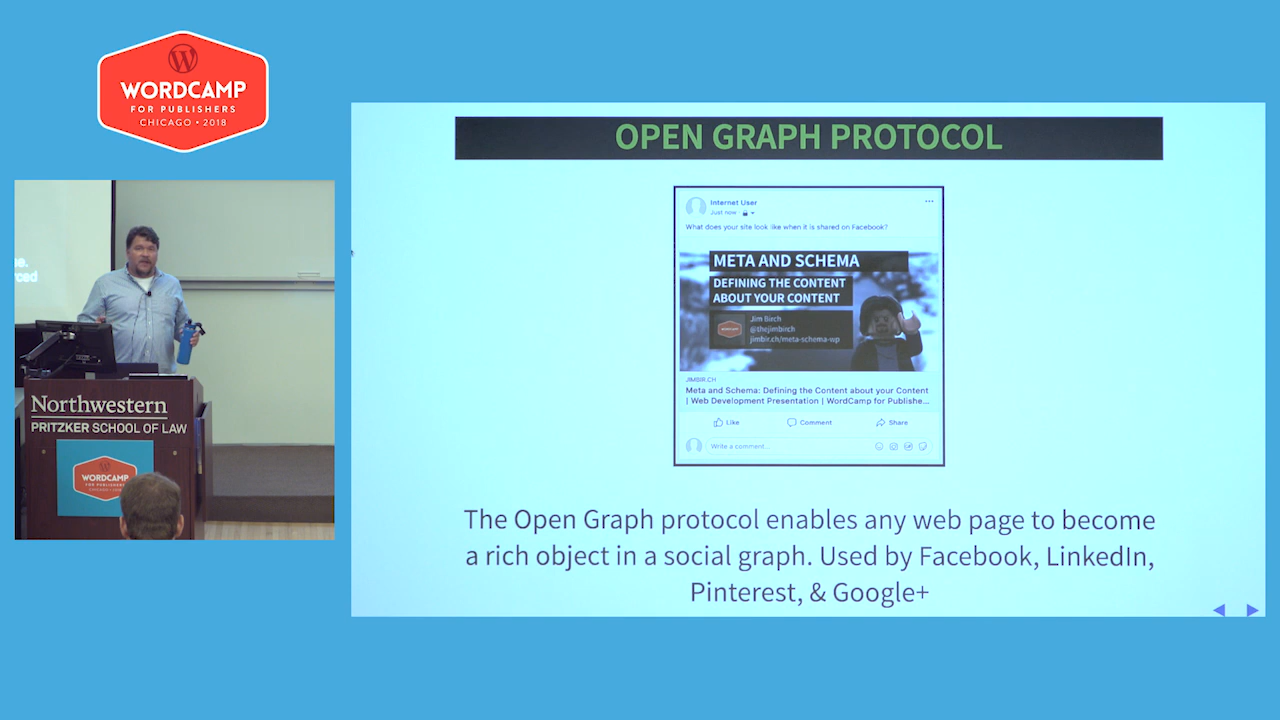 WORDCAMP
FOR PUBLISHERS
CHICAGO • 2018
OPEN GRAPH PROTOCOL
Internet User
Just now
What does your site look like when it is shared on Facebook?
META AND SCHEMA
DEFINING THE CONTENT
ABOUT YOUR CONTENT
Jim Birch
@thejimbirch
jimbir.ch/meta-schema-wp
JIMBIR.CH
Meta and Schema: Defining the Content about your Content
| Web Development Presentation | WordCamp for Publishe...
Like Comment Share
Write a comment...
The Open Graph protocol enables any web page to become
a rich object in a social graph. Used by Facebook, LinkedIn,
Pinterest, & Google+
Northwestern
PRITZKER SCHOOL OF LAW
WORDCAMP
FOR PUBLISHERS